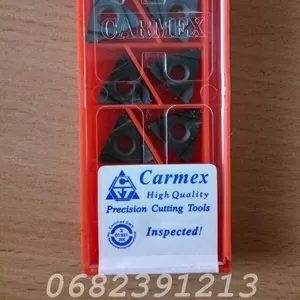 CARMEX
Carmex
High Quality
Precision Cutting Tools
Inspected!
0682391213